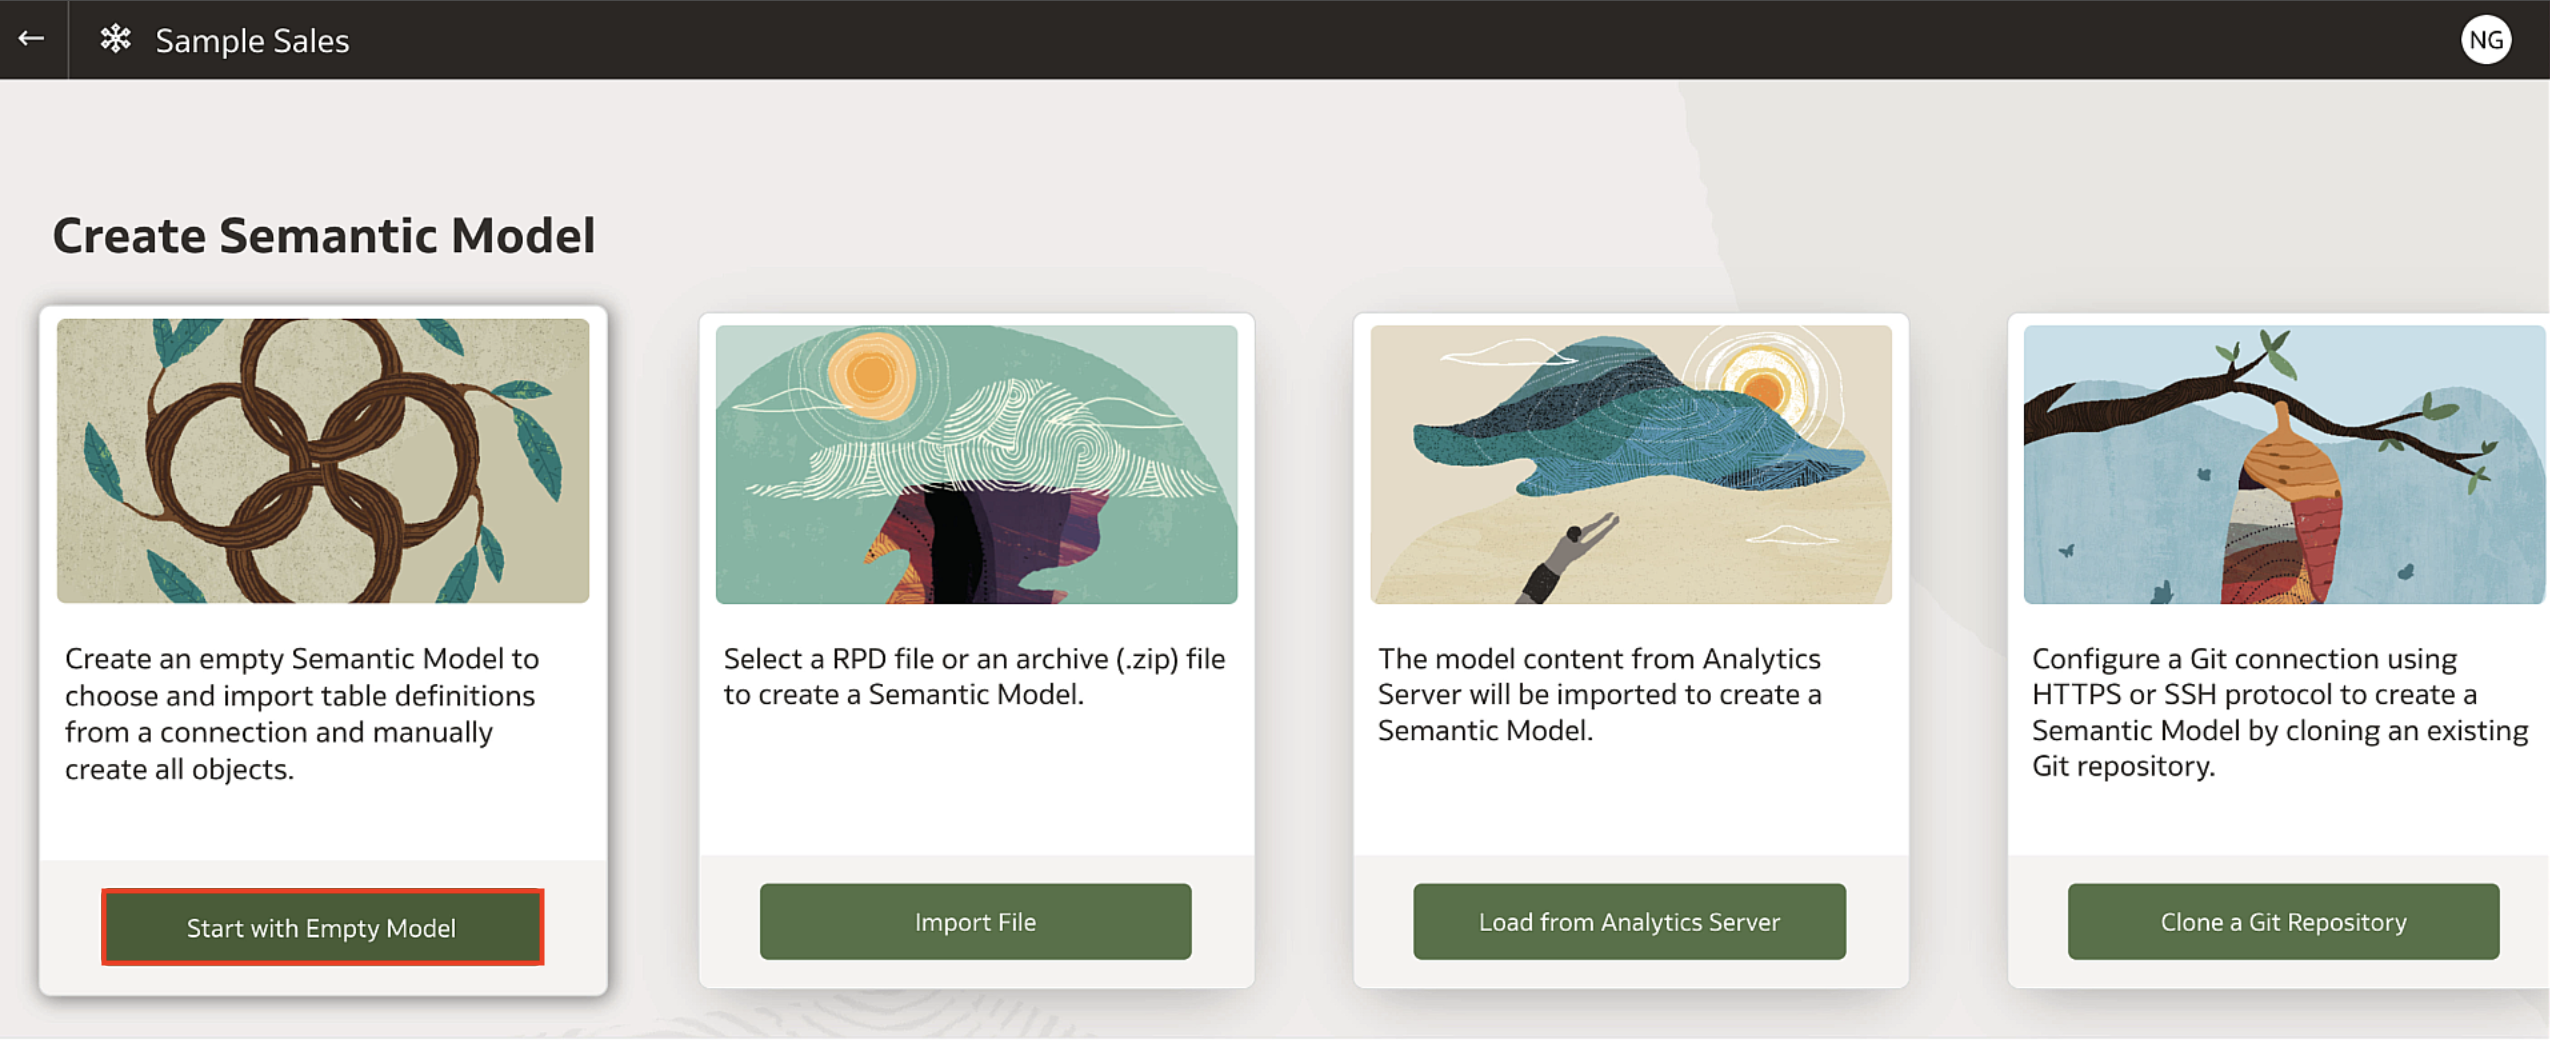 Sample Sales
NG
Create Semantic Model
Create an empty Semantic Model to
choose and import table definitions
from a connection and manually
create all objects.
Start with Empty Model
Select a RPD file or an archive (.zip) file
to create a Semantic Model.
Import File
The model content from Analytics
Server will be imported to create a
Semantic Model.
Load from Analytics Server
Configure a Git connection using
HTTPS or SSH protocol to create a
Semantic Model by cloning an existing
Git repository.
Clone a Git Repository